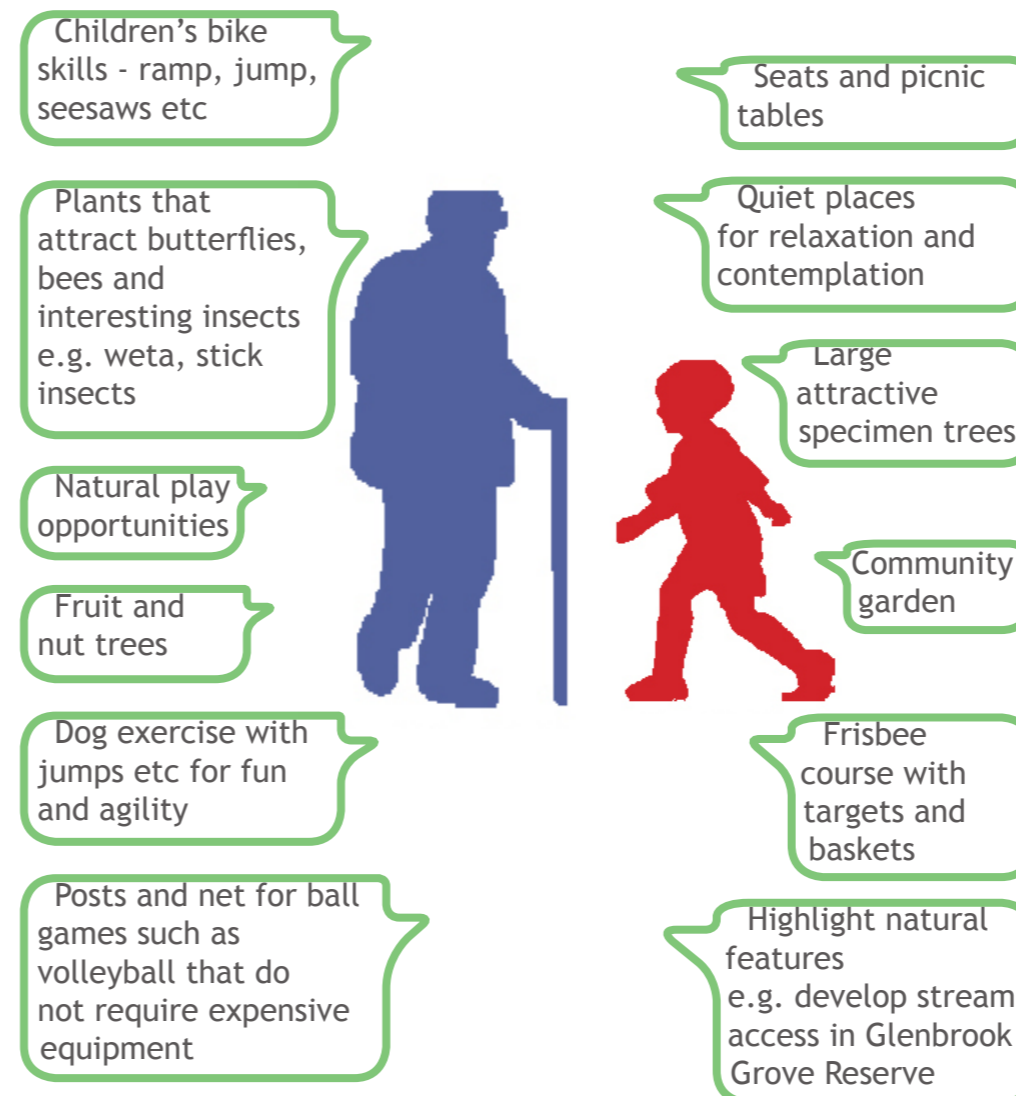 Children's bike
skills - ramp, jump,
seesaws etc
Plants that
attract butterflies,
bees and
interesting insects
e.g. weta, stick
insects
Natural play
opportunities
Fruit and
nut trees
Dog exercise with
jumps etc for fun
and agility
Posts and net for ball
games such as
volleyball that do
not require expensive
equipment
Seats and picnic
tables
Quiet places
for relaxation and
contemplation
Large
attractive
specimen trees
Community
garden
Frisbee
course with
targets and
baskets
Highlight natural
features
e.g. develop stream
access in Glenbrook
Grove Reserve